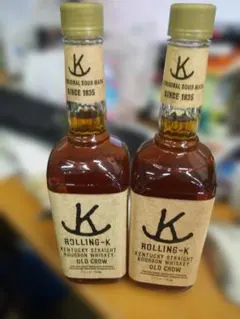 K
ORIGINAL SOUR MASH
SINCE 1835
K
ROLLING-K
KENTUCKY STRAIGHT
BOURBON WHISKEY
OLD CROW
K
ORIGINAL SOUR MASH
SINCE 1835
K
ROLLING-K
KENTUCKY STRAIGHT
BOURBON WHISKEY
OLD CROW